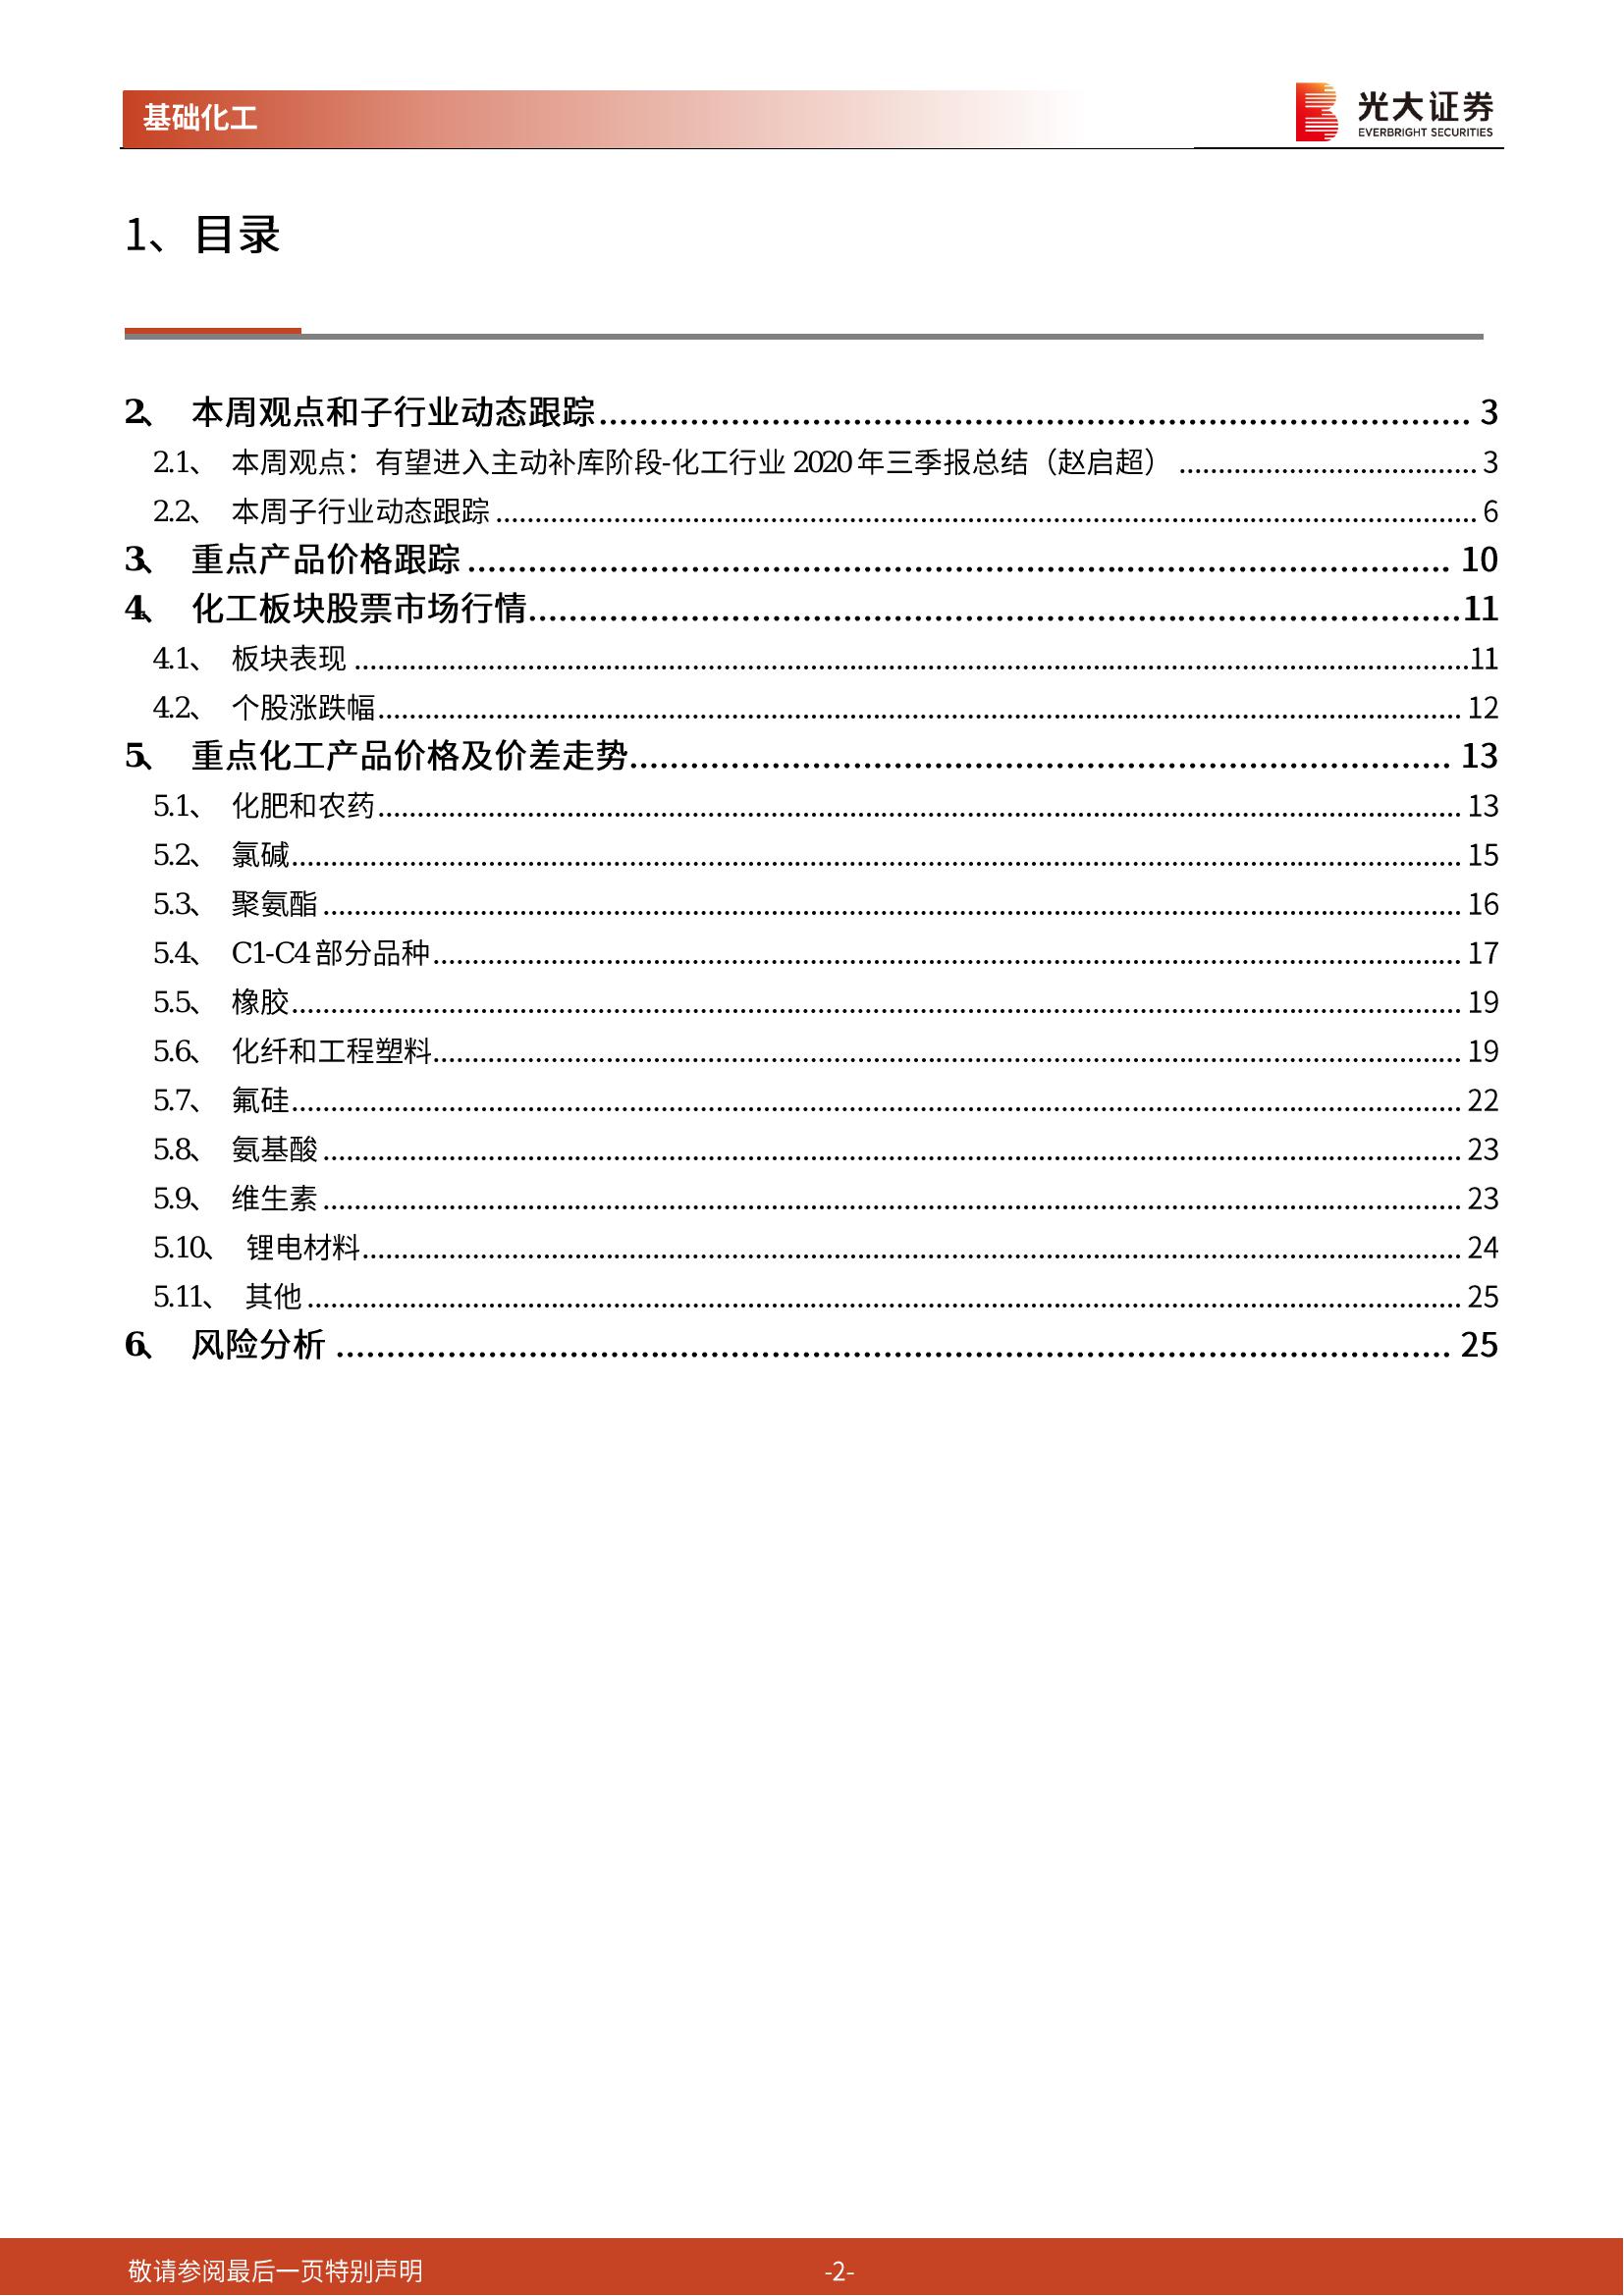 基础化工
光大证券
EVERBRIGHT SECURITIES
1、目录
2、 本周观点和子行业动态跟踪 3
2.1、 本周观点：有望进入主动补库阶段-化工行业 2020 年三季报总结（赵启超） 3
2.2、 本周子行业动态跟踪 6
3、 重点产品价格跟踪 10
4、 化工板块股票市场行情 11
4.1、 板块表现 11
4.2、 个股涨跌幅 12
5、 重点化工产品价格及价差走势 13
5.1、 化肥和农药 13
5.2、 氯碱 15
5.3、 聚氨酯 16
5.4、 C1-C4 部分品种 17
5.5、 橡胶 19
5.6、 化纤和工程塑料 19
5.7、 氟硅 22
5.8、 氨基酸 23
5.9、 维生素 23
5.10、 锂电材料 24
5.11、 其他 25
6、 风险分析 25
敬请参阅最后一页特别声明 -2-